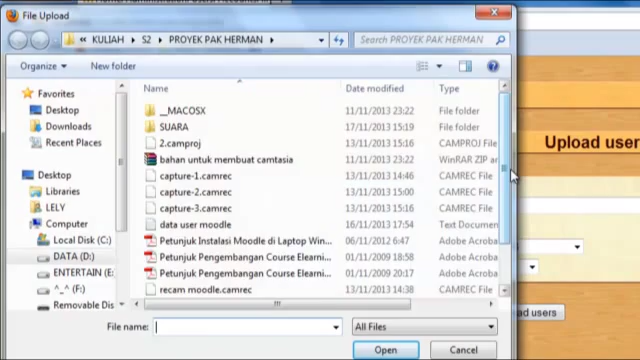 File Upload
« KULIAH ▸ S2 ▸ PROYEK PAK HERMAN ▸
Search PROYEK PAK HERMAN
Organize
New folder
Favorites
Desktop
Downloads
Recent Places
Desktop
Libraries
LELY
Computer
Local Disk (C:)
DATA (D:)
ENTERTAIN (E:
^_^ (F:)
Removable Dis
Name Date modified Type
__MACOSX 11/11/2013 23:22 File folder
SUARA 17/11/2013 15:19 File folder
2.camproj 13/11/2013 15:16 CAMPROJ File
bahan untuk membuat camtasia 11/11/2013 23:22 WinRAR ZIP ar
capture-1.camrec 13/11/2013 14:46 CAMREC File
capture-2.camrec 13/11/2013 15:00 CAMREC File
capture-3.camrec 13/11/2013 15:09 CAMREC File
data user moodle 16/11/2013 17:54 Text Documen
Petunjuk Instalasi Moodle di Laptop Win... 06/11/2012 6:47 Adobe Acroba
Petunjuk Pengembangan Course Elearni... 01/11/2009 18:58 Adobe Acroba
Petunjuk Pengembangan Course Elearni... 01/11/2009 20:17 Adobe Acroba
recam moodle.camrec 13/11/2013 15:16 CAMREC File
File name:
All Files
Open
Cancel
Upload user
ad users